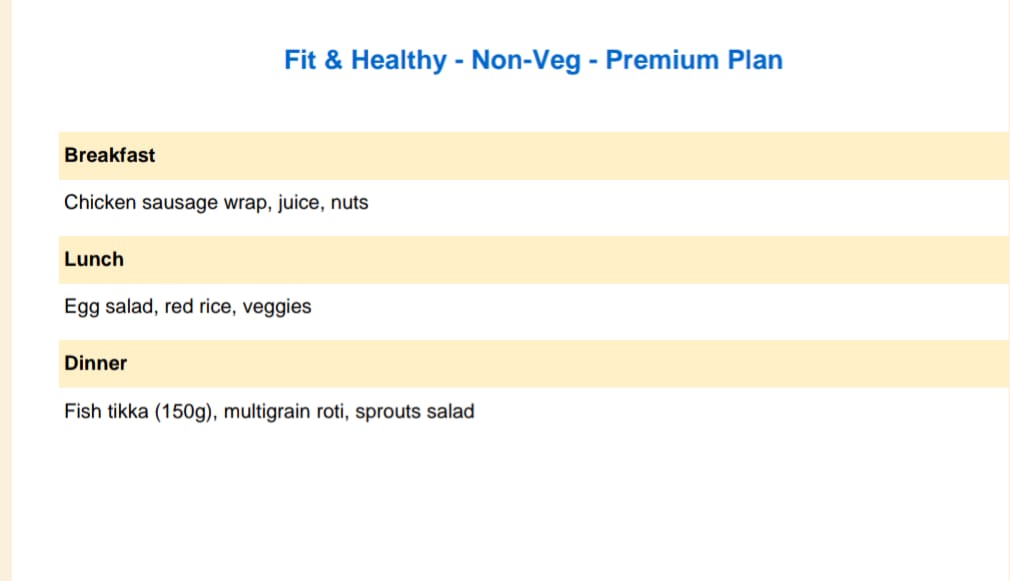 Fit & Healthy - Non-Veg - Premium Plan
Breakfast
Chicken sausage wrap, juice, nuts
Lunch
Egg salad, red rice, veggies
Dinner
Fish tikka (150g), multigrain roti, sprouts salad